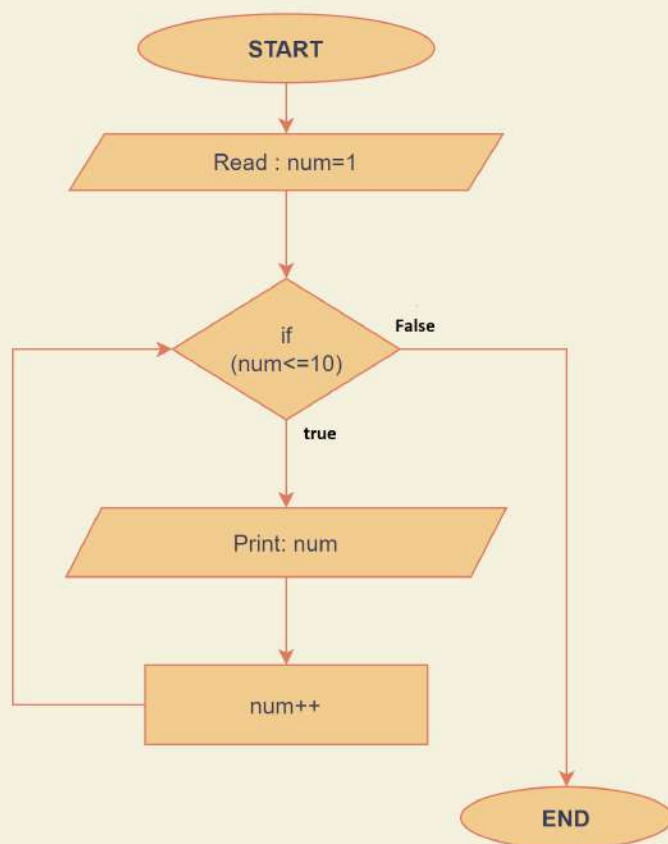 START
Read : num=1
if
(num<=10)
False
true
Print: num
num++
END